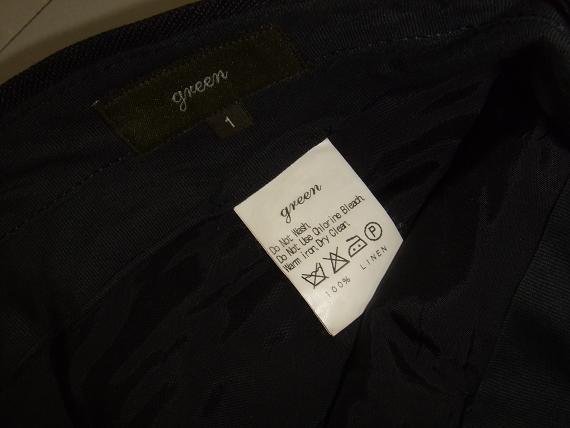 green
1
green
Do Not Wash
Do Not Use Chlorine Bleach
Warm Iron, Dry Clean
P
100% LINEN